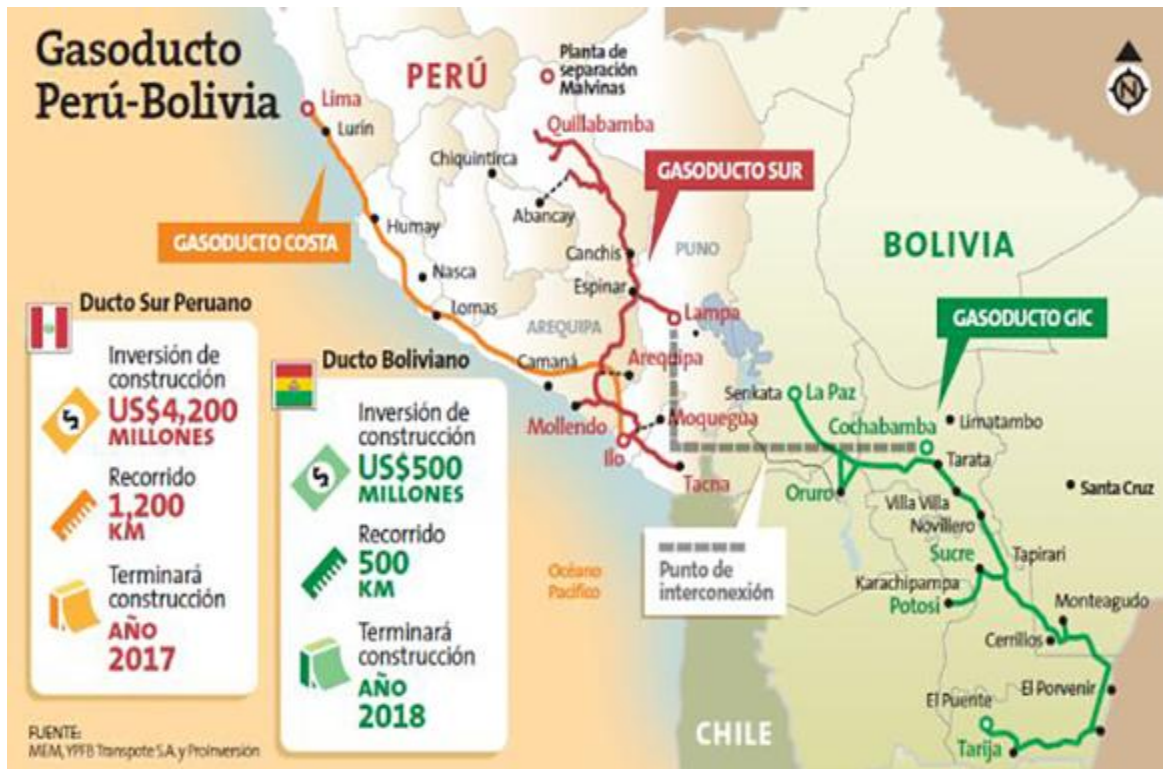 Gasoducto
Perú-Bolivia
PERÚ
Planta de
separación
Malvinas
Lima
Lurín
Quillabamba
Chiquintirca
GASODUCTO SUR
Abancay
Humay
GASODUCTO COSTA
Canchis
PUNO
BOLIVIA
Nasca
Espinar
Lomas
Lampa
AREQUIPA
GASODUCTO GIC
Camaná
Arequipa
Senkata
La Paz
Mollendo
Moquegua
Cochabamba
Limatambo
Ilo
Tarata
Tacna
Oruro
Santa Cruz
Villa Villa
Novillero
Sucre
Tapirari
Karachipampa
Potosi
Monteagudo
Cerrillos
El Porvenir
El Puente
Tarija
CHILE
Océano
Pacífico
Punto de
interconexión
N
Ducto Sur Peruano
Inversión de
construcción
US$4,200
MILLONES
Recorrido
1,200
KM
Terminará
construcción
AÑO
2017
Ducto Boliviano
Inversión de
construcción
US$500
MILLONES
Recorrido
500
KM
Terminará
construcción
AÑO
2018
FUENTE:
MEM, YPFB Transpote S.A. y ProInversión